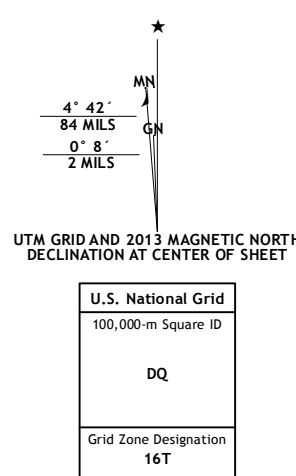 ★
MN
4° 42´
84 MILS
GN
0° 8´
2 MILS
UTM GRID AND 2013 MAGNETIC NORTH
DECLINATION AT CENTER OF SHEET
U.S. National Grid
100,000-m Square ID
DQ
Grid Zone Designation
16T